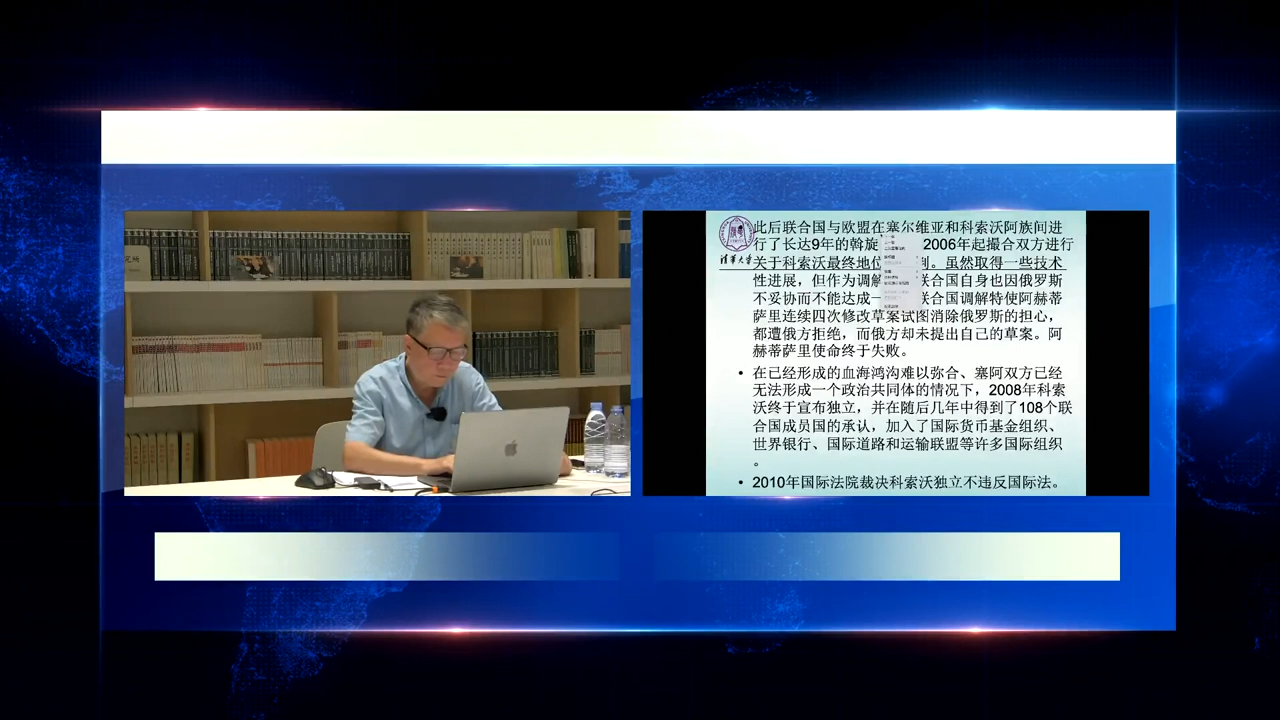 清华大学
此后联合国与欧盟在塞尔维亚和科索沃阿族间进
行了长达9年的斡旋 2006年起撮合双方进行
关于科索沃最终地位 判。虽然取得一些技术
性进展，但作为调解 联合国自身也因俄罗斯
不妥协而不能达成一 联合国调解特使阿赫蒂
萨里连续四次修改草案试图消除俄罗斯的担心，
都遭俄方拒绝，而俄方却未提出自己的草案。阿
赫蒂萨里使命终于失败。
• 在已经形成的血海鸿沟难以弥合、塞阿双方已经
无法形成一个政治共同体的情况下，2008年科索
沃终于宣布独立，并在随后几年中得到了108个联
合国成员国的承认，加入了国际货币基金组织、
世界银行、国际道路和运输联盟等许多国际组织
。
• 2010年国际法院裁决科索沃独立不违反国际法。